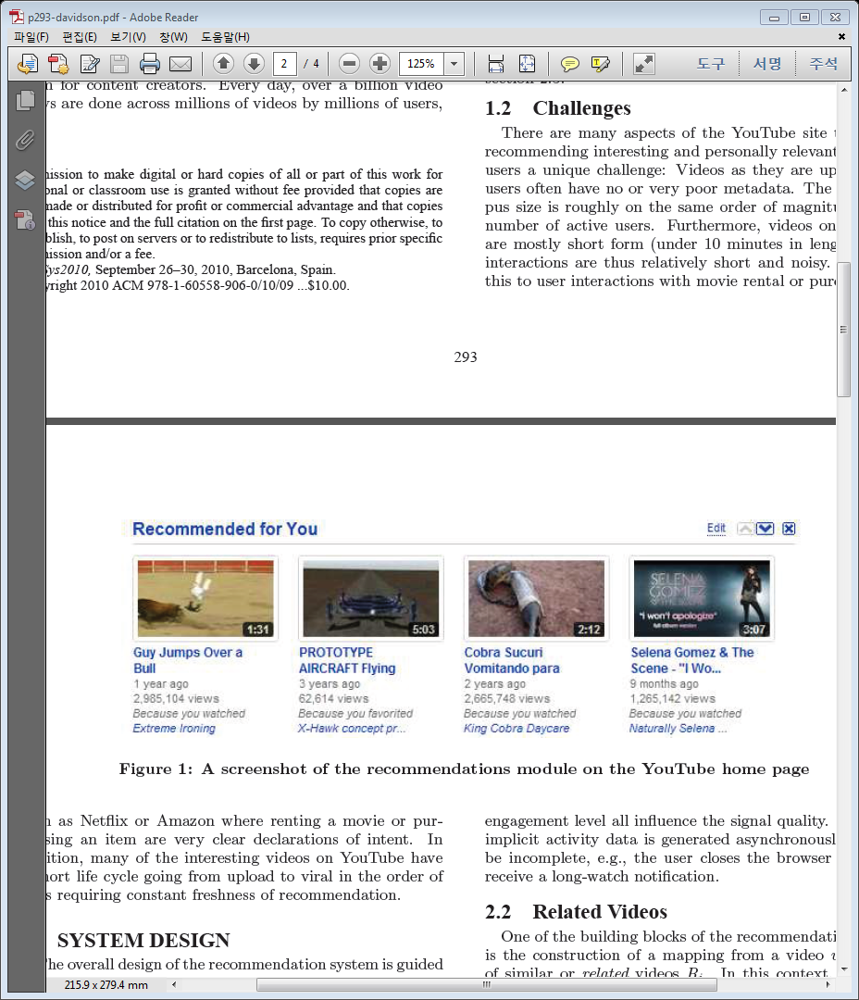 p293-davidson.pdf - Adobe Reader
파일(F) 편집(E) 보기(V) 창(W) 도움말(H)
2 / 4 125% 도구 서명 주석
n for content creators. Every day, over a billion video
vs are done across millions of videos by millions of users,
ission to make digital or hard copies of all or part of this work for
onal or classroom use is granted without fee provided that copies are
made or distributed for profit or commercial advantage and that copies
this notice and the full citation on the first page. To copy otherwise, to
blish, to post on servers or to redistribute to lists, requires prior specific
ission and/or a fee.
Sys2010, September 26–30, 2010, Barcelona, Spain.
yright 2010 ACM 978-1-60558-906-0/10/09 ...$10.00.
1.2 Challenges
There are many aspects of the YouTube site
recommending interesting and personally relevant
users a unique challenge: Videos as they are up
users often have no or very poor metadata. The
pus size is roughly on the same order of magnitu
number of active users. Furthermore, videos on
are mostly short form (under 10 minutes in leng
interactions are thus relatively short and noisy.
this to user interactions with movie rental or pur
293
Recommended for You
Edit
1:31
5:03
2:12
SELENA
GOMEZ
"i won't apologize"
full album version
3:07
Guy Jumps Over a
Bull
1 year ago
2,985,104 views
Because you watched
Extreme Ironing
PROTOTYPE
AIRCRAFT Flying
3 years ago
62,614 views
Because you favorited
X-Hawk concept pr...
Cobra Sucuri
Vomitando para
2 years ago
2,665,748 views
Because you watched
King Cobra Daycare
Selena Gomez & The
Scene - "I Wo...
9 months ago
1,265,142 views
Because you watched
Naturally Selena ...
Figure 1: A screenshot of the recommendations module on the YouTube home page
n as Netflix or Amazon where renting a movie or pur-
sing an item are very clear declarations of intent. In
ition, many of the interesting videos on YouTube have
hort life cycle going from upload to viral in the order of
s requiring constant freshness of recommendation.
SYSTEM DESIGN
The overall design of the recommendation system is guided
engagement level all influence the signal quality.
implicit activity data is generated asynchronousl
be incomplete, e.g., the user closes the browser
receive a long-watch notification.
2.2 Related Videos
One of the building blocks of the recommendati
is the construction of a mapping from a video v
of similar or related videos R. In this context
215.9 x 279.4 mm